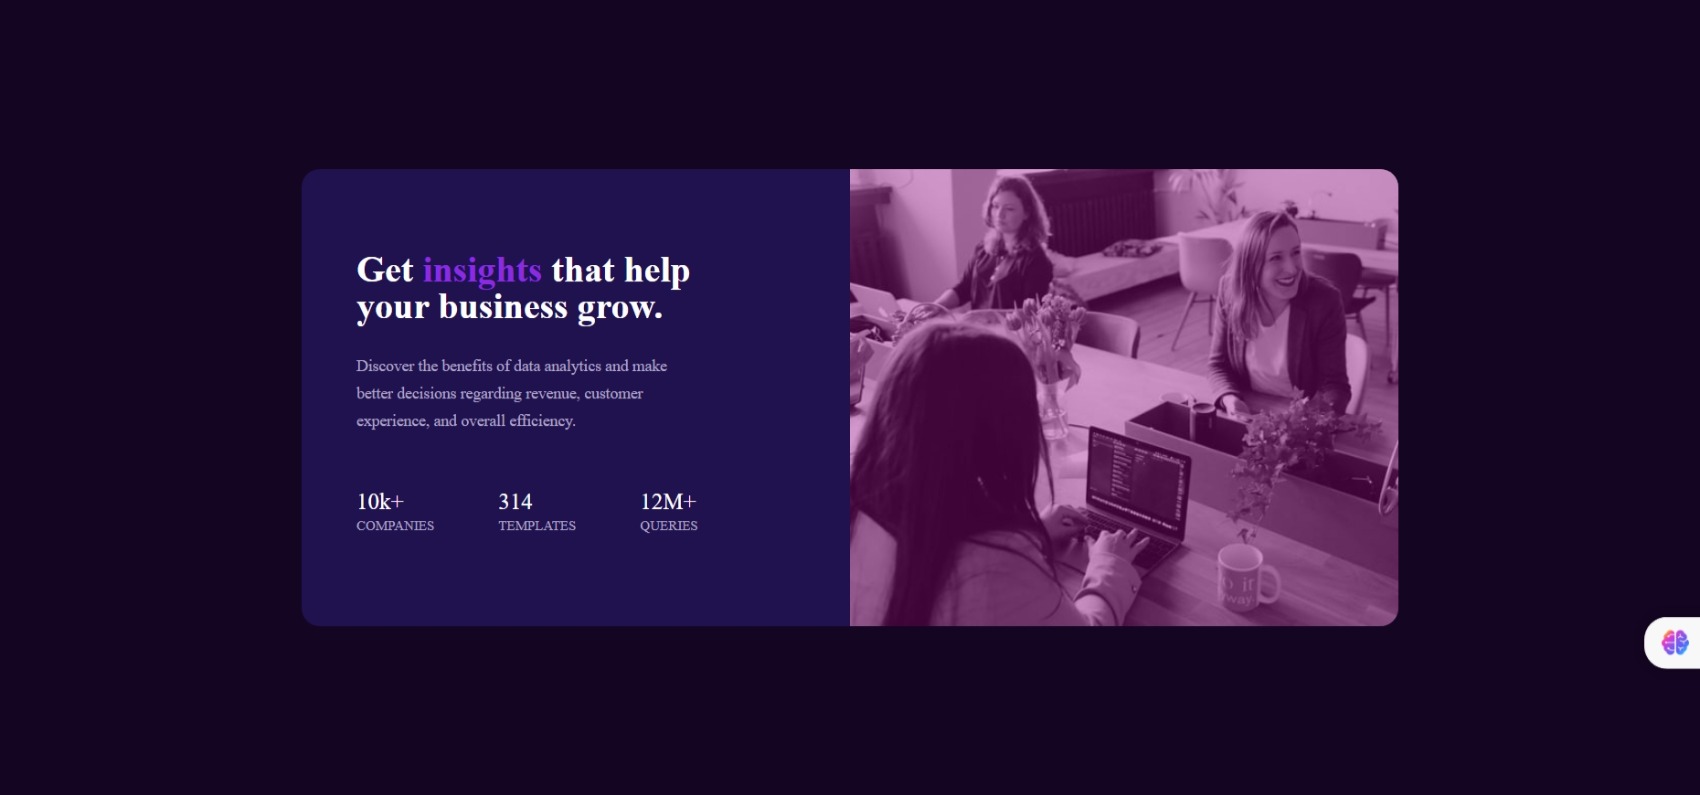 Get insights that help
your business grow.
Discover the benefits of data analytics and make
better decisions regarding revenue, customer
experience, and overall efficiency.
10k+ 314 12M+
COMPANIES TEMPLATES QUERIES